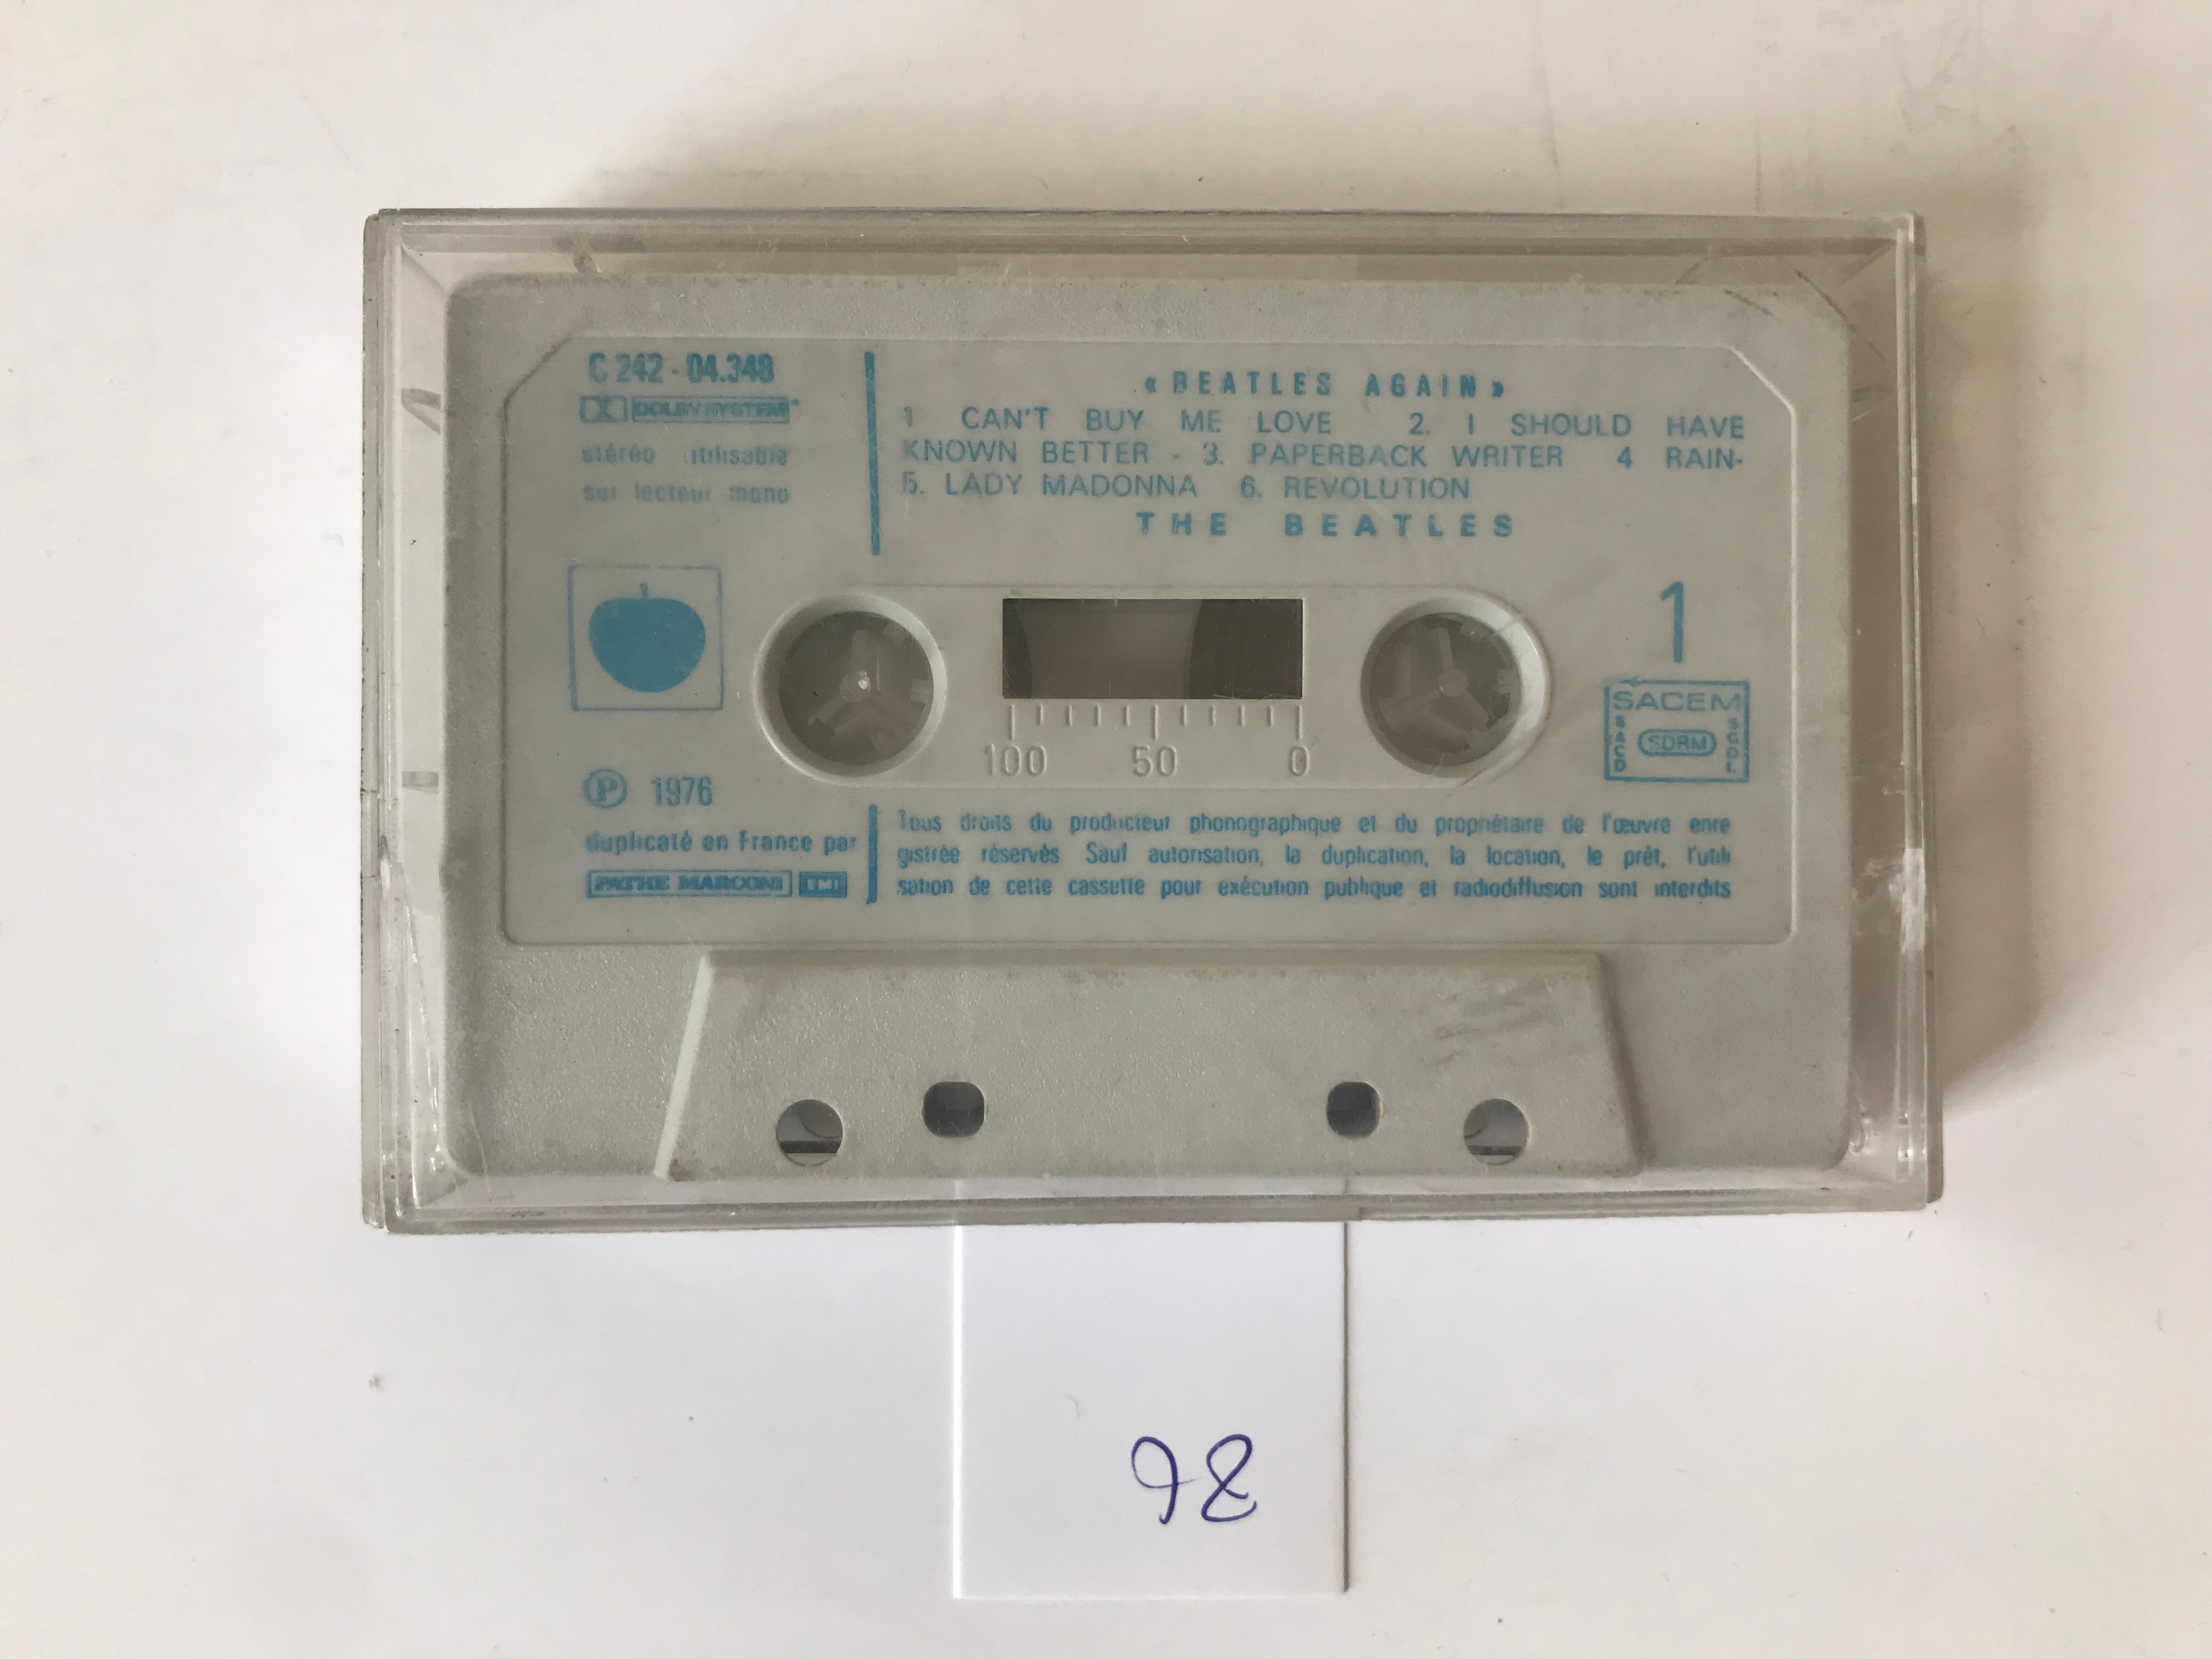 C 242 - 04.348
DOLBY SYSTEM
stéréo utilisable
sur lecteur mono
« BEATLES AGAIN »
1 CAN'T BUY ME LOVE 2. I SHOULD HAVE
KNOWN BETTER - 3. PAPERBACK WRITER 4 RAIN-
5. LADY MADONNA 6. REVOLUTION
THE BEATLES
1
SACEM
SACD
SDRM
SGDL
100 50 0
Ⓟ 1976
duplicaté en France par
PATHE MARCONI EMI
Tous droits du producteur phonographique et du propriétaire de l'œuvre enre
gistrée réservés Sauf autorisation, la duplication, la location, le prêt, l'utili
sation de cette cassette pour exécution publique et radiodiffusion sont interdits
98